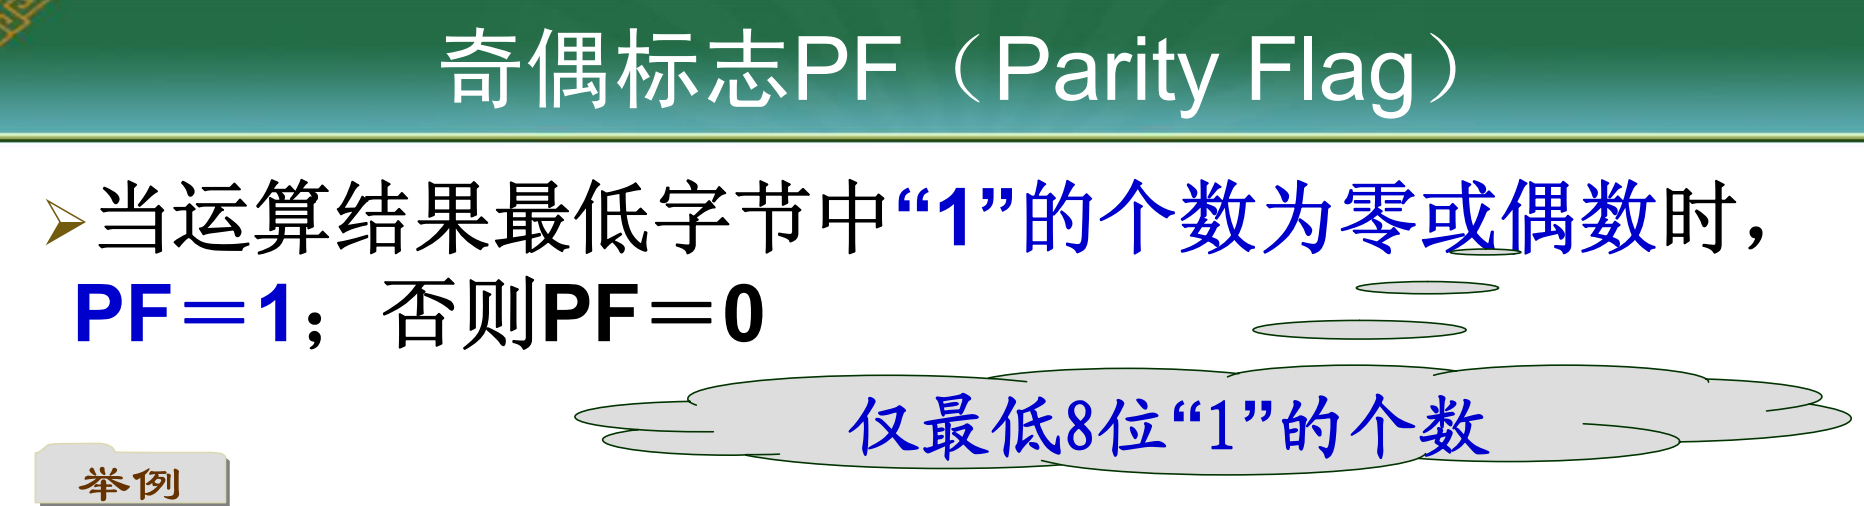 奇偶标志PF（Parity Flag）
当运算结果最低字节中“1”的个数为零或偶数时，
PF＝1；否则PF＝0
仅最低8位“1”的个数
举例